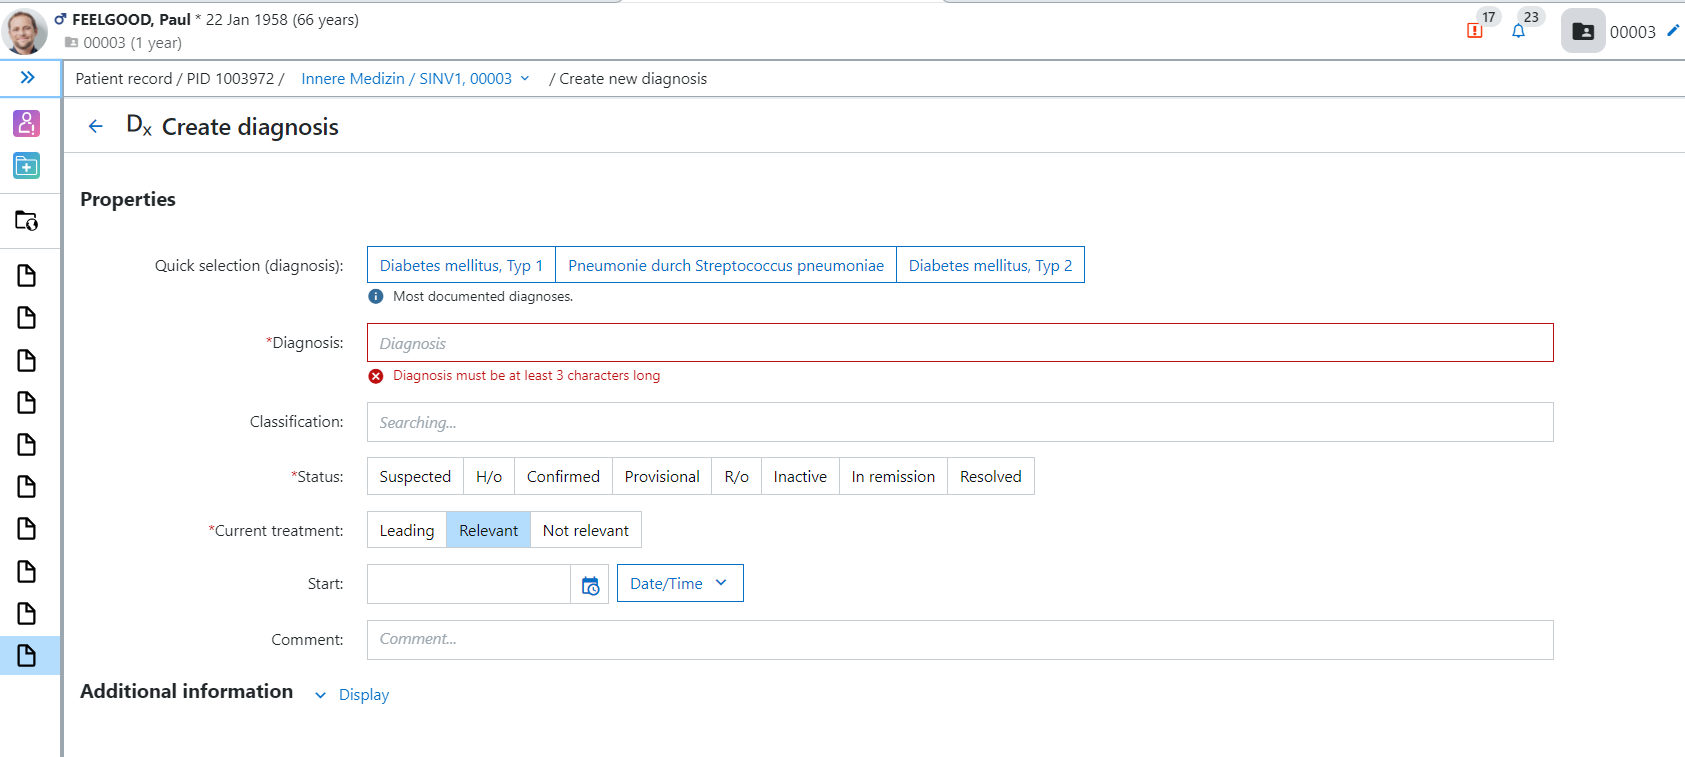 FEELGOOD, Paul * 22 Jan 1958 (66 years)
00003 (1 year)
17
23
00003
Patient record / PID 1003972 / Innere Medizin / SINV1, 00003 / Create new diagnosis
Dx Create diagnosis
Properties
Quick selection (diagnosis): Diabetes mellitus, Typ 1 Pneumonie durch Streptococcus pneumoniae Diabetes mellitus, Typ 2
Most documented diagnoses.
*Diagnosis: Diagnosis
Diagnosis must be at least 3 characters long
Classification: Searching...
*Status: Suspected H/o Confirmed Provisional R/o Inactive In remission Resolved
*Current treatment: Leading Relevant Not relevant
Start: Date/Time
Comment: Comment...
Additional information Display